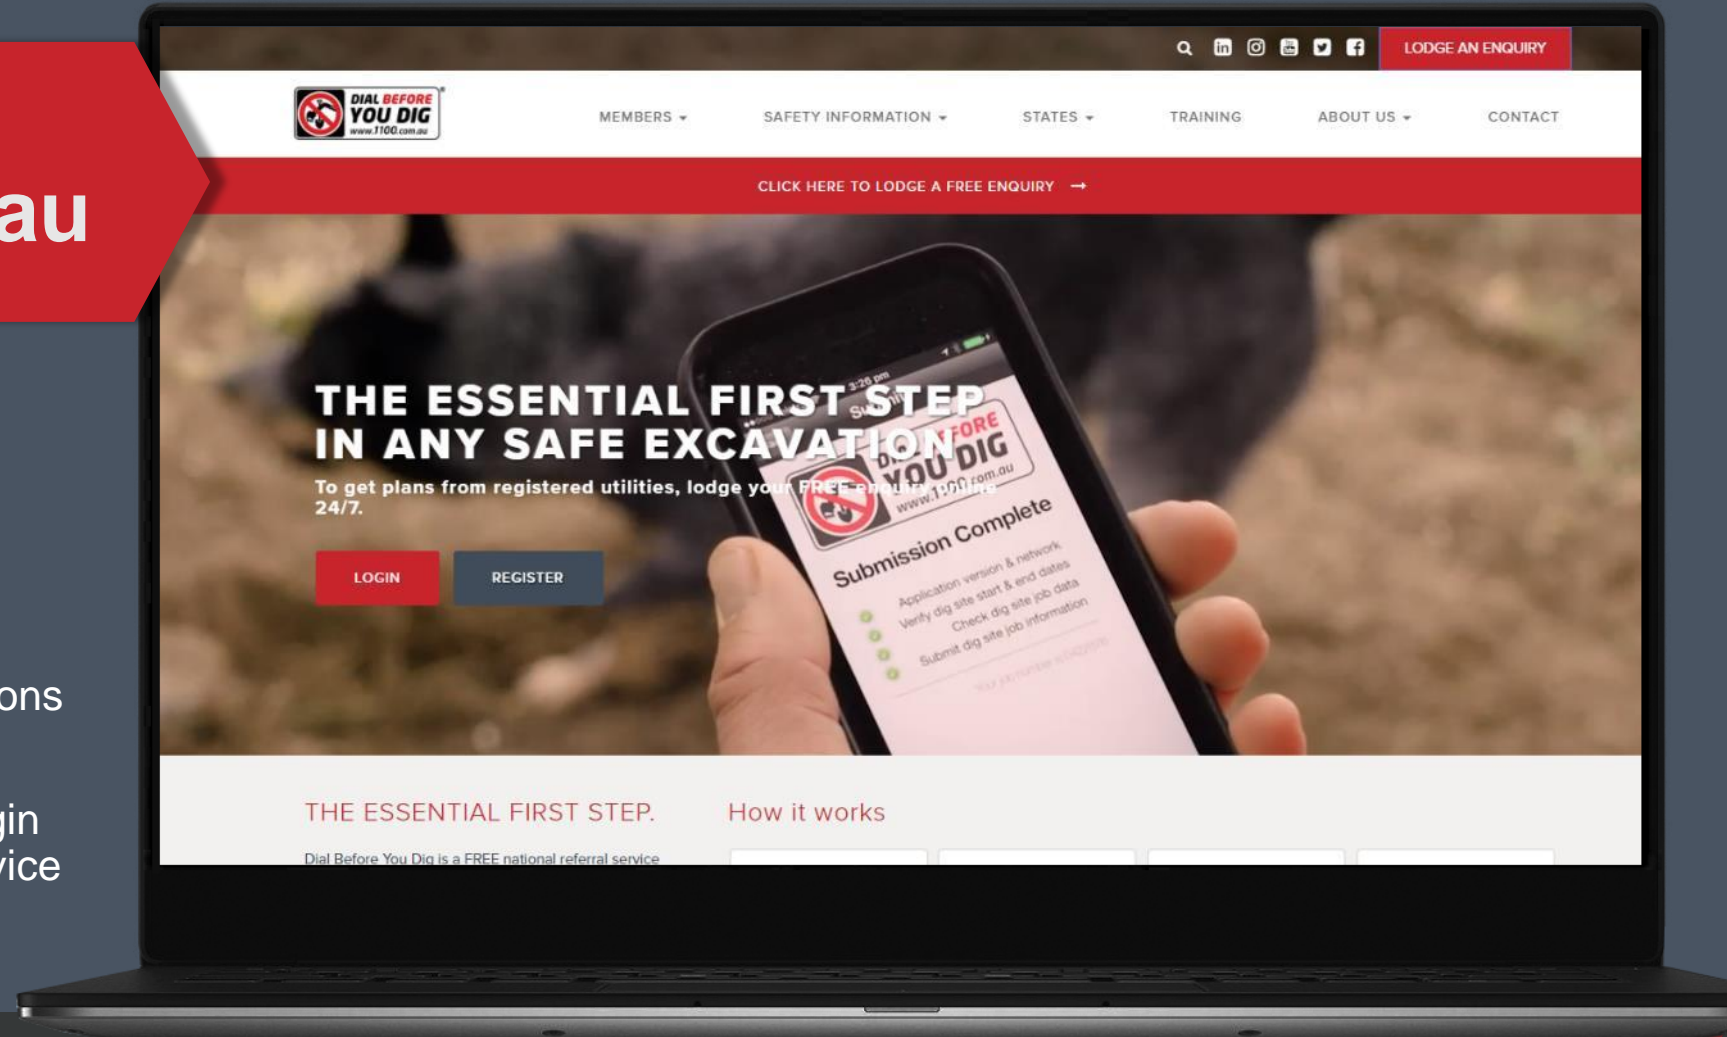 au
ons
gin
vice
LODGE AN ENQUIRY
DIAL BEFORE
YOU DIG
www.1100.com.au
MEMBERS
SAFETY INFORMATION
STATES
TRAINING
ABOUT US
CONTACT
CLICK HERE TO LODGE A FREE ENQUIRY →
THE ESSENTIAL FIRST STEP
IN ANY SAFE EXCAVATION
To get plans from registered utilities, lodge your FREE enquiry online
24/7.
LOGIN
REGISTER
3:26 pm
YOU DIG
www.1100.com.au
Submission Complete
Application version & network
Verify dig site start & end dates
Check dig site job data
Submit dig site job information
THE ESSENTIAL FIRST STEP.
How it works
Dial Before You Dig is a FREE national referral service